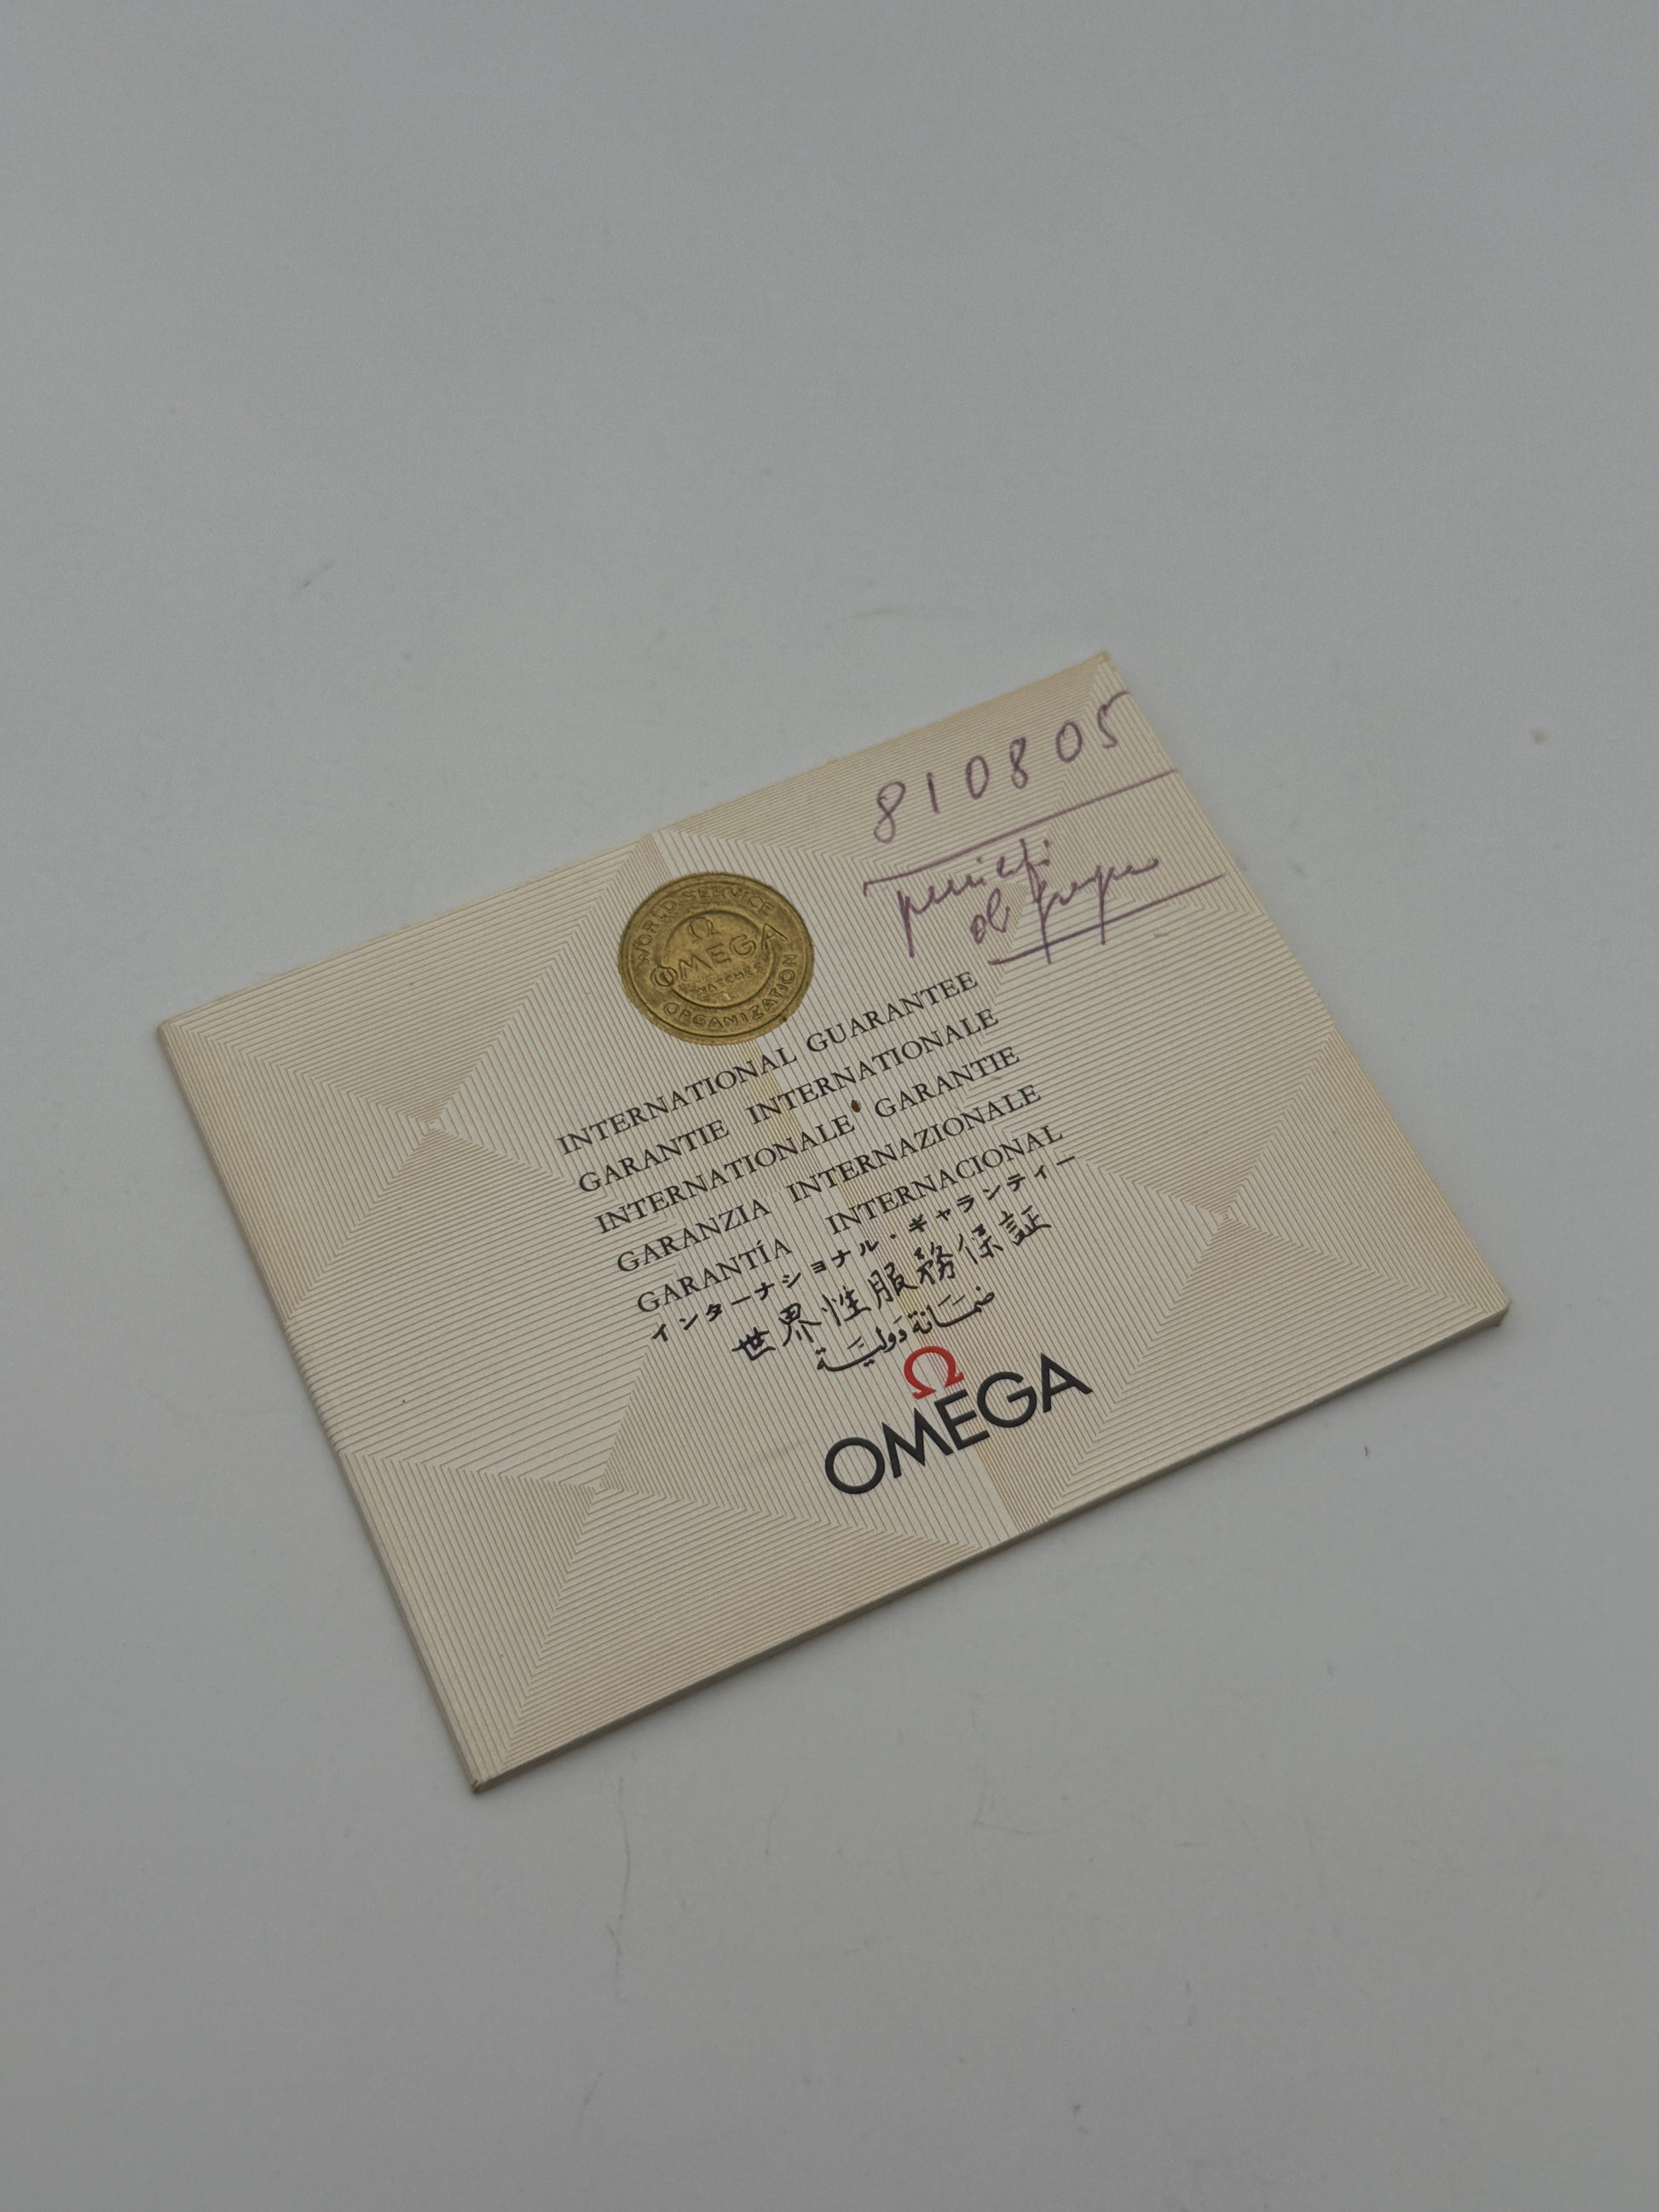 810805
WORLD SERVICE
Ω
OMEGA
WATCHES
ORGANIZATION
INTERNATIONAL GUARANTEE
GARANTIE INTERNATIONALE
INTERNATIONALE GARANTIE
GARANZIA INTERNAZIONALE
GARANTÍA INTERNACIONAL
インターナショナル・ギャランティー
世界性服務保証
ضمانة دولية
Ω
OMEGA